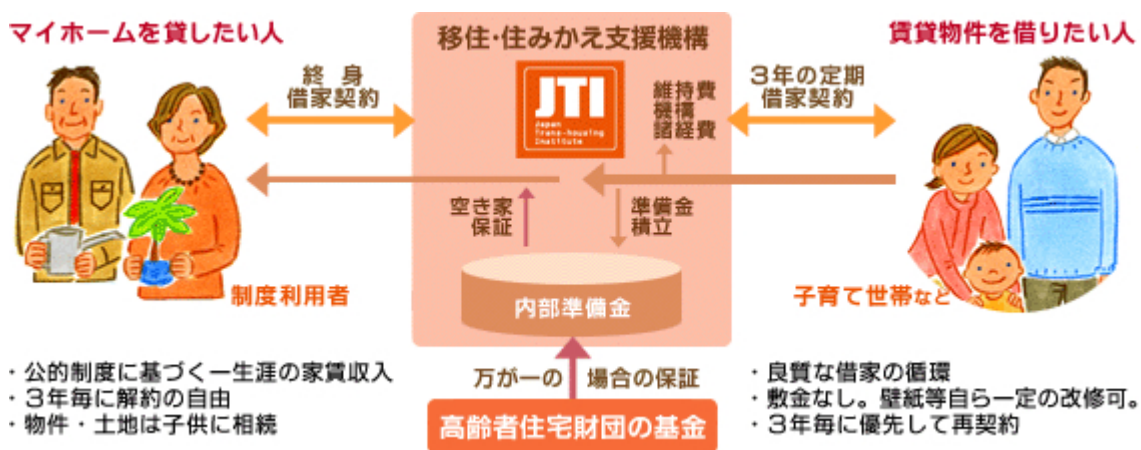 マイホームを貸したい人
移住・住みかえ支援機構
賃貸物件を借りたい人
終身
借家契約
JTI
Japan
Trans-housing
Institute
維持費
機構
諸経費
3年の定期
借家契約
空き家
保証
準備金
積立
制度利用者
内部準備金
子育て世帯など
・公的制度に基づく一生涯の家賃収入
・3年毎に解約の自由
・物件・土地は子供に相続
万が一の 場合の保証
高齢者住宅財団の基金
・良質な借家の循環
・敷金なし。壁紙等自ら一定の改修可。
・3年毎に優先して再契約